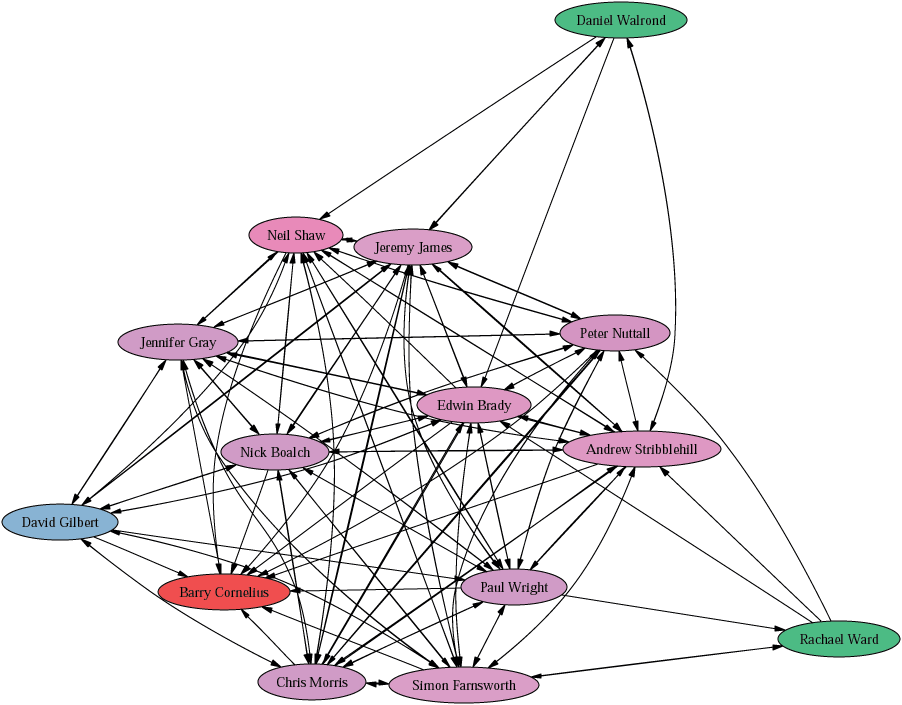 Daniel Walrond
Neil Shaw
Jeremy James
Peter Nuttall
Jennifer Gray
Edwin Brady
Andrew Stribblehill
Nick Boalch
David Gilbert
Paul Wright
Barry Cornelius
Rachael Ward
Chris Morris
Simon Farnsworth